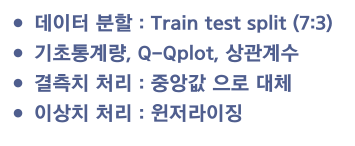 • 데이터 분할 : Train test split (7:3)
• 기초통계량, Q-Qplot, 상관계수
• 결측치 처리 : 중앙값 으로 대체
• 이상치 처리 : 윈저라이징